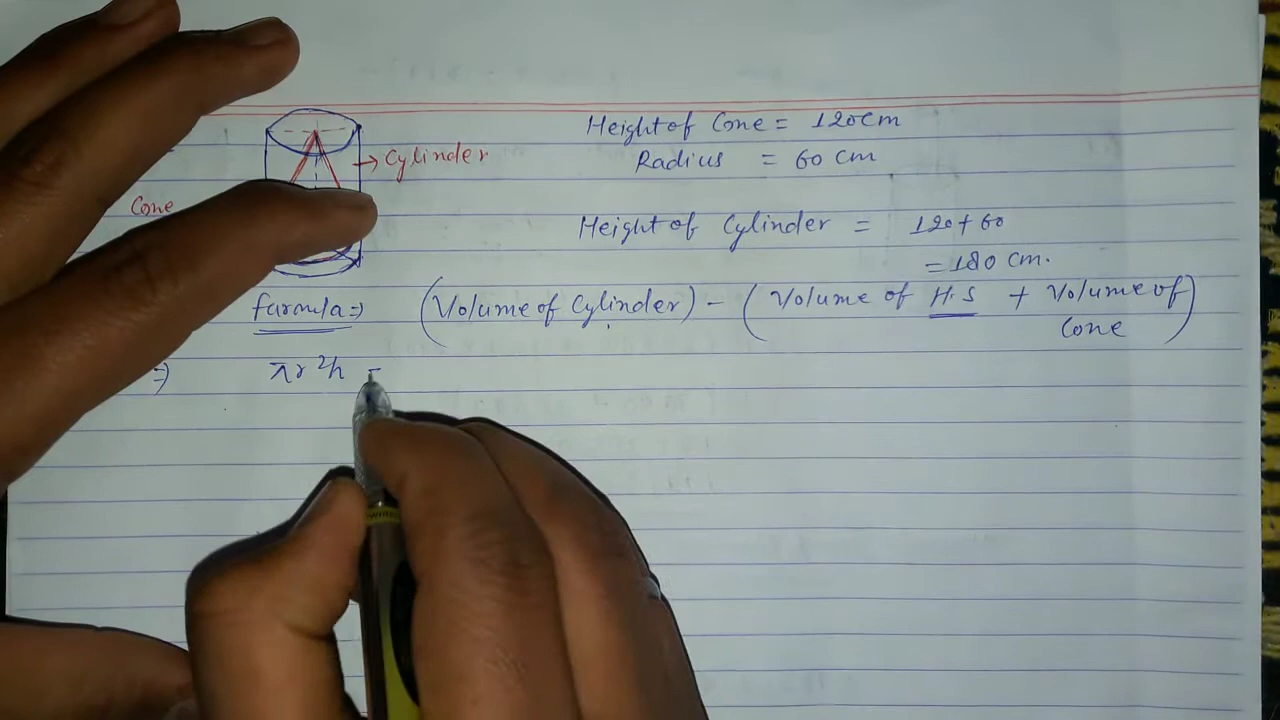 Height of Cone = 120cm
→ Cylinder
Radius = 60 cm
Cone
Height of Cylinder = 120+60
= 180 cm.
farmula⇒ (Volume of Cylinder) - (Volume of H.S + Volume of Cone)
⇒ πr²h -